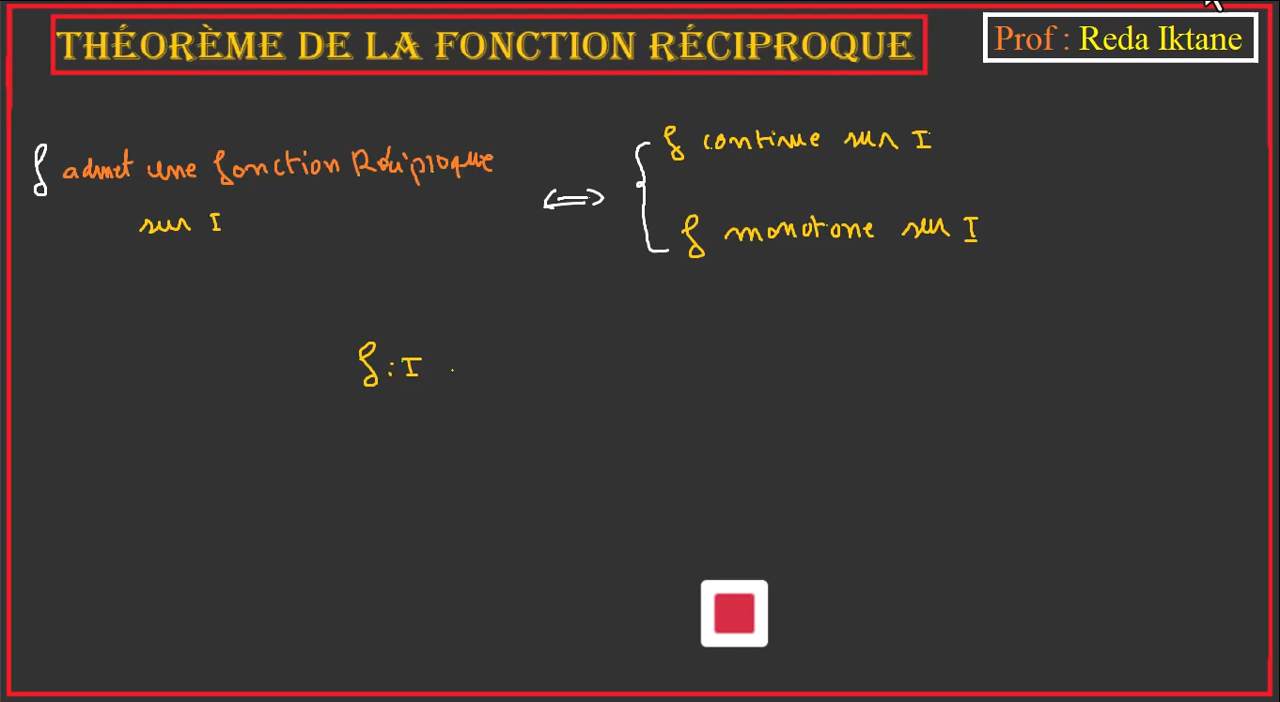 THÉORÈME DE LA FONCTION RÉCIPROQUE
Prof : Reda Iktane
f admet une fonction Réciproque
sur I
⟺
f continue sur I
f monotone sur I
f : I